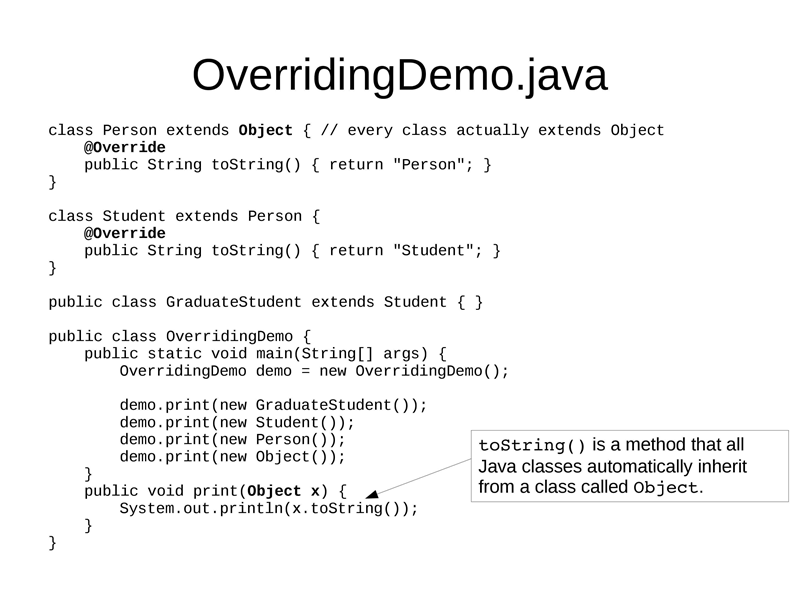 OverridingDemo.java
class Person extends Object { // every class actually extends Object
    @Override
    public String toString() { return "Person"; }
}
class Student extends Person {
    @Override
    public String toString() { return "Student"; }
}
public class GraduateStudent extends Student { }
public class OverridingDemo {
    public static void main(String[] args) {
        OverridingDemo demo = new OverridingDemo();
        demo.print(new GraduateStudent());
        demo.print(new Student());
        demo.print(new Person());
        demo.print(new Object());
    }
    public void print(Object x) {
        System.out.println(x.toString());
    }
}
toString() is a method that all
Java classes automatically inherit
from a class called Object.